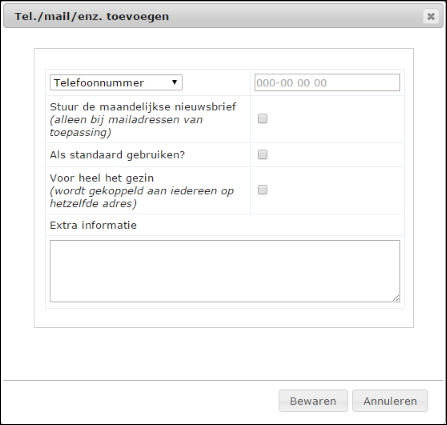 Tel./mail/enz. toevoegen
Telefoonnummer
000-00 00 00
Stuur de maandelijkse nieuwsbrief
(alleen bij mailadressen van
toepassing)
Als standaard gebruiken?
Voor heel het gezin
(wordt gekoppeld aan iedereen op
hetzelfde adres)
Extra informatie
Bewaren
Annuleren